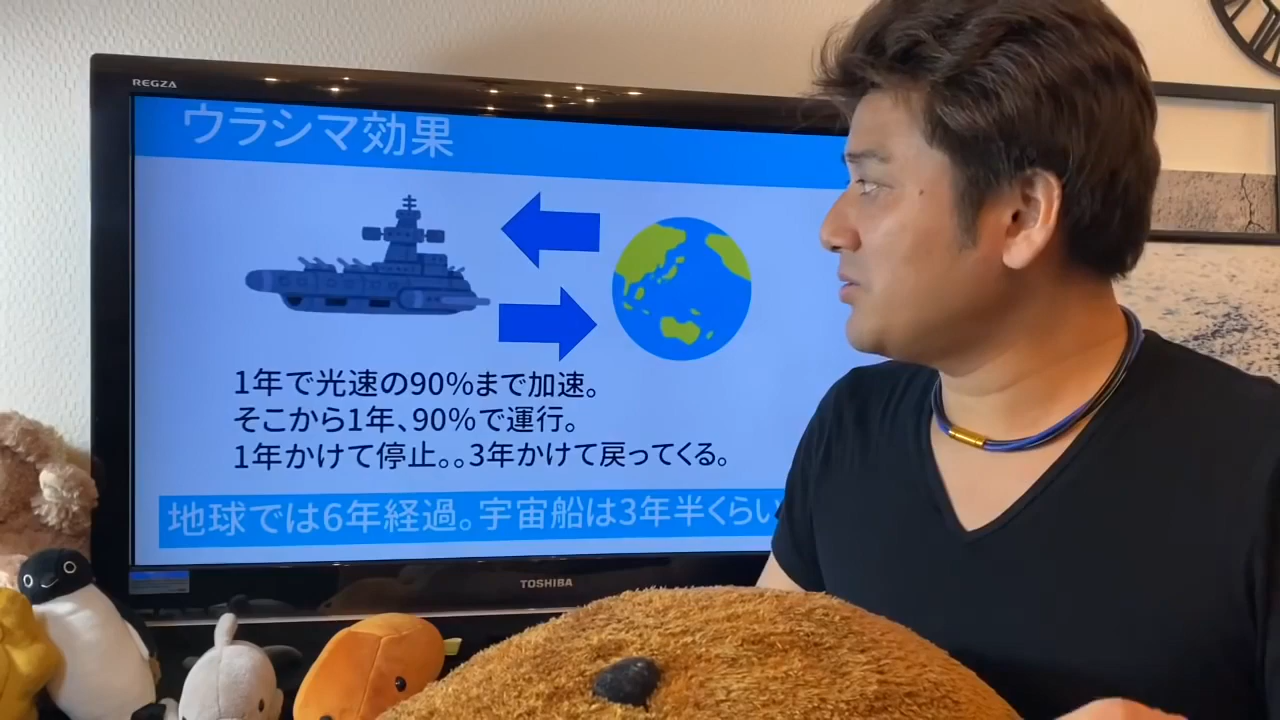 REGZA
ウラシマ効果
1年で光速の90%まで加速。
そこから1年、90%で運行。
1年かけて停止。。3年かけて戻ってくる。
地球では6年経過。宇宙船は3年半くらい
TOSHIBA